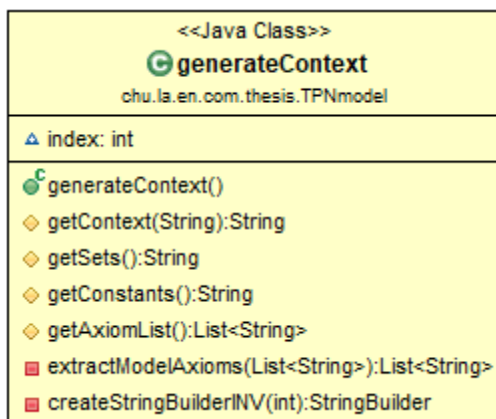 <<Java Class>>
C generateContext
chu.la.en.com.thesis.TPNmodel
index: int
C generateContext()
getContext(String):String
getSets():String
getConstants():String
getAxiomList():List<String>
extractModelAxioms(List<String>):List<String>
createStringBuilderINV(int):StringBuilder